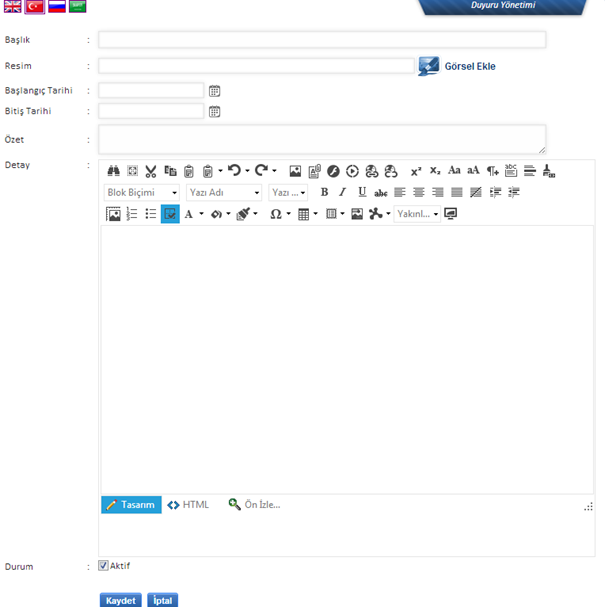 Duyuru Yönetimi
Başlık :
Resim : Görsel Ekle
Başlangıç Tarihi :
Bitiş Tarihi :
Özet :
Detay :
Blok Biçimi Yazı Adı Yazı ... B I U abc
A Ω Yakınl...
Tasarım HTML Ön İzle...
Durum : Aktif
Kaydet İptal